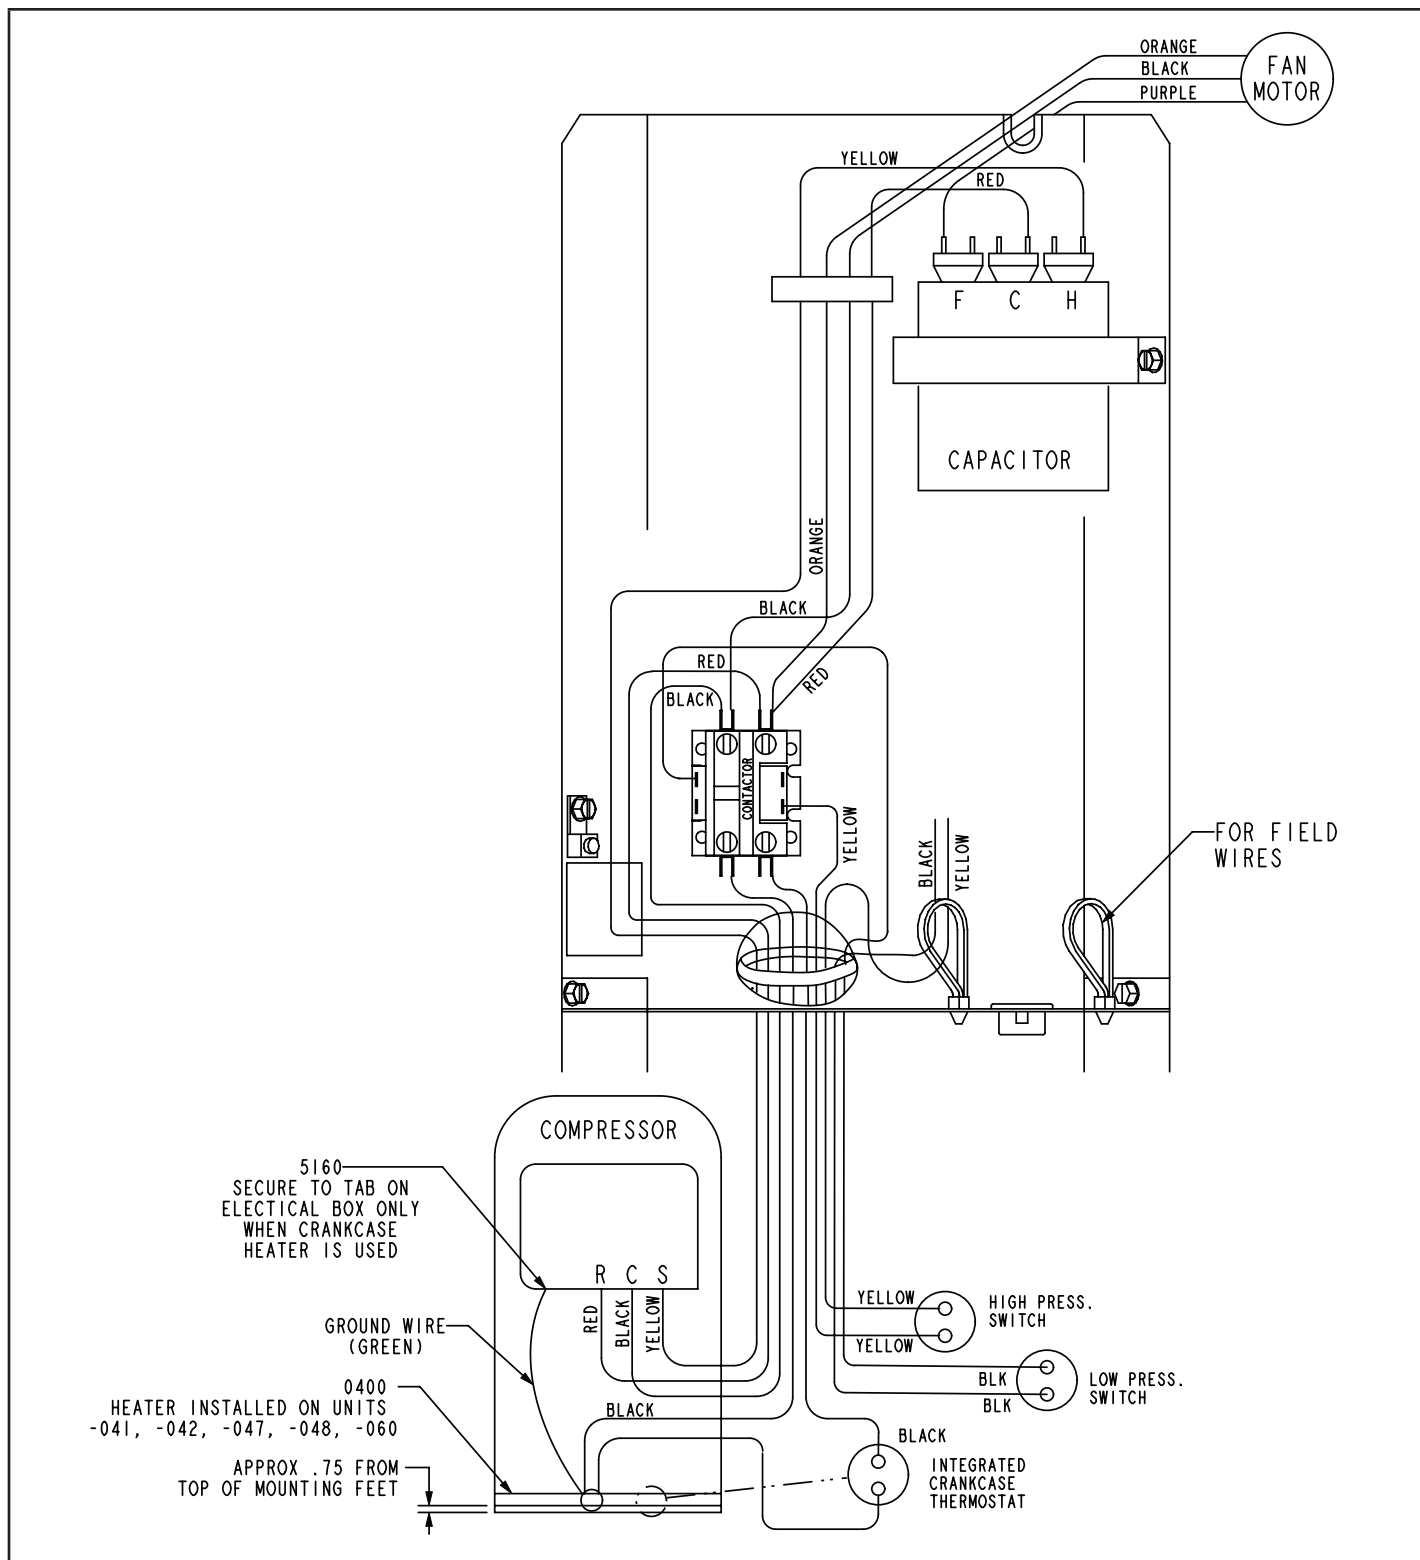 ORANGE
BLACK
PURPLE
FAN
MOTOR
YELLOW
RED
F C H
CAPACITOR
ORANGE
BLACK
RED
RED
BLACK
CONTACTOR
YELLOW
BLACK
YELLOW
FOR FIELD
WIRES
COMPRESSOR
5160
SECURE TO TAB ON
ELECTICAL BOX ONLY
WHEN CRANKCASE
HEATER IS USED
R C S
RED
BLACK
YELLOW
GROUND WIRE
(GREEN)
YELLOW
YELLOW
HIGH PRESS.
SWITCH
BLK
BLK
LOW PRESS.
SWITCH
0400
HEATER INSTALLED ON UNITS
-041, -042, -047, -048, -060
BLACK
BLACK
INTEGRATED
CRANKCASE
THERMOSTAT
APPROX .75 FROM
TOP OF MOUNTING FEET